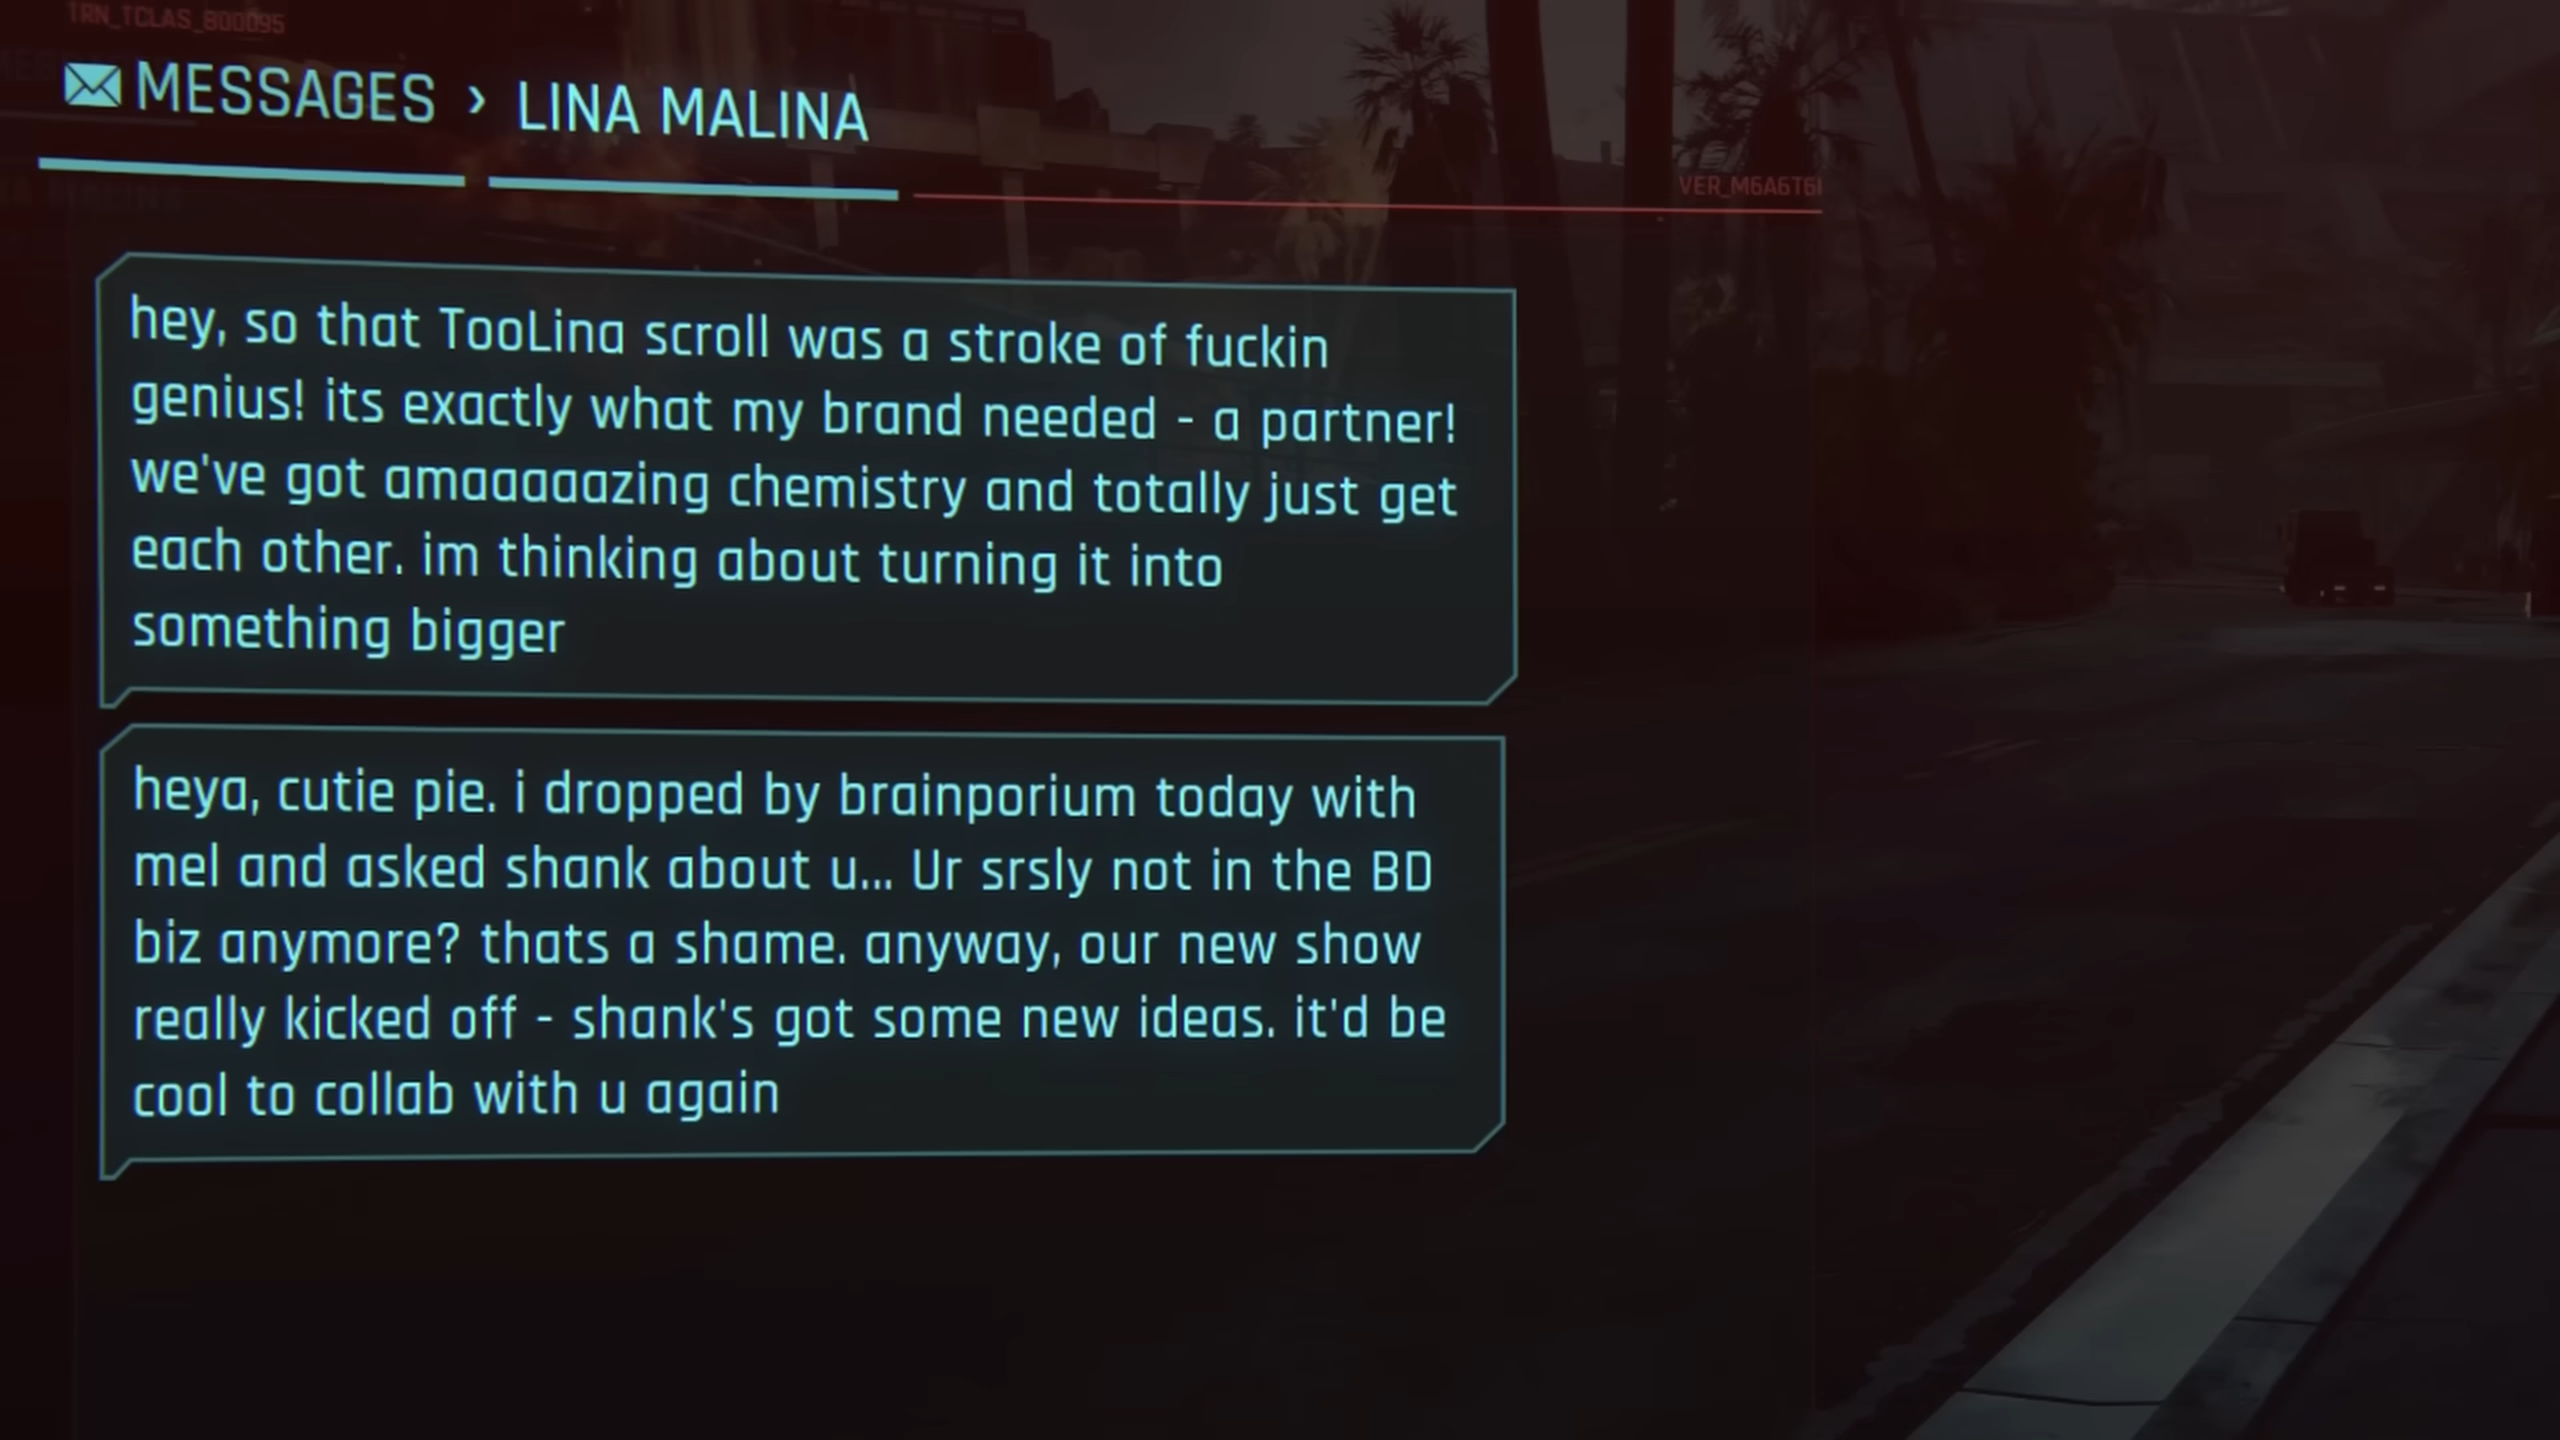 TRN_TCLAS_800095
MESSAGES › LINA MALINA
VER_M6A6T6I
hey, so that TooLina scroll was a stroke of fuckin
genius! its exactly what my brand needed - a partner!
we've got amaaaaaazing chemistry and totally just get
each other. im thinking about turning it into
something bigger
heya, cutie pie. i dropped by brainporium today with
mel and asked shank about u... Ur srsly not in the BD
biz anymore? thats a shame. anyway, our new show
really kicked off - shank's got some new ideas. it'd be
cool to collab with u again